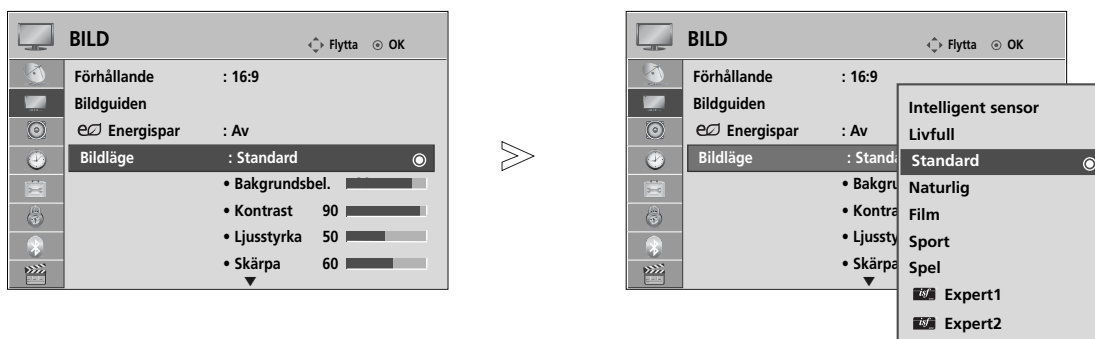 BILD
Flytta OK
Förhållande : 16:9
Bildguiden
Energispar : Av
Bildläge : Standard
• Bakgrundsbel.
• Kontrast 90
• Ljusstyrka 50
• Skärpa 60
BILD
Flytta OK
Förhållande : 16:9
Bildguiden
Energispar : Av
Bildläge : Standa
• Bakgru
• Kontra
• Ljussty
• Skärpa
Intelligent sensor
Livfull
Standard
Naturlig
Film
Sport
Spel
isf Expert1
isf Expert2